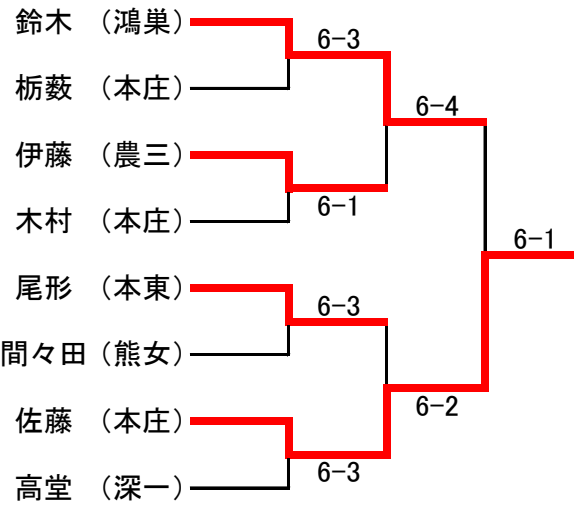 鈴木　（鴻巣）
6-3
栃薮　（本庄）
6-4
伊藤　（農三）
6-1
木村　（本庄）
6-1
尾形　（本東）
6-3
間々田（熊女）
6-2
佐藤　（本庄）
6-3
高堂　（深一）